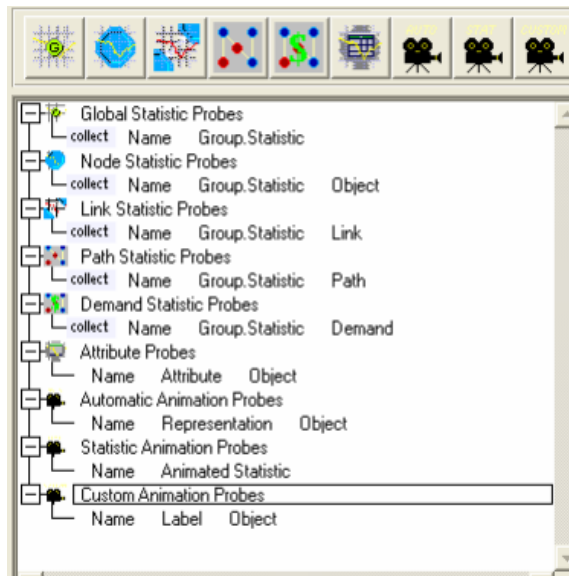 AUTO STAT CUSTOM
Global Statistic Probes
collect Name Group.Statistic
Node Statistic Probes
collect Name Group.Statistic Object
Link Statistic Probes
collect Name Group.Statistic Link
Path Statistic Probes
collect Name Group.Statistic Path
Demand Statistic Probes
collect Name Group.Statistic Demand
Attribute Probes
Name Attribute Object
Automatic Animation Probes
Name Representation Object
Statistic Animation Probes
Name Animated Statistic
Custom Animation Probes
Name Label Object